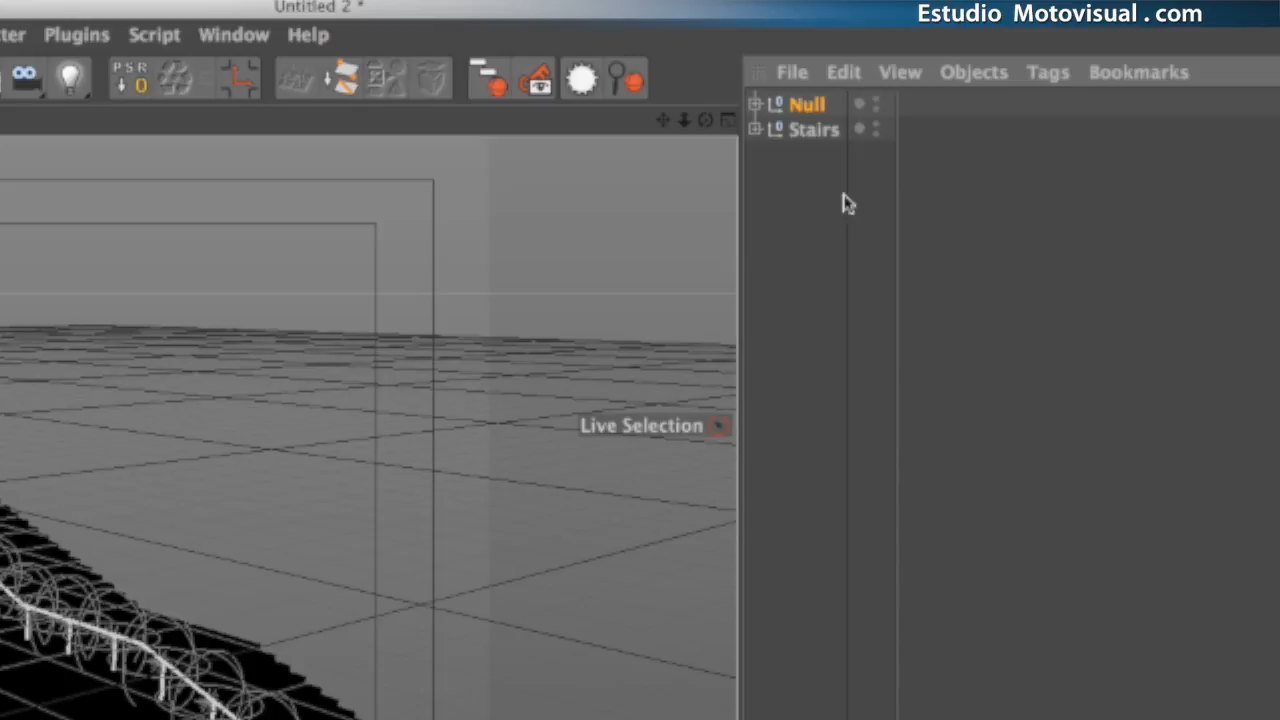 Untitled 2 *
Estudio Motovisual . com
ter Plugins Script Window Help
PSR
0
File Edit View Objects Tags Bookmarks
Null
Stairs
Live Selection